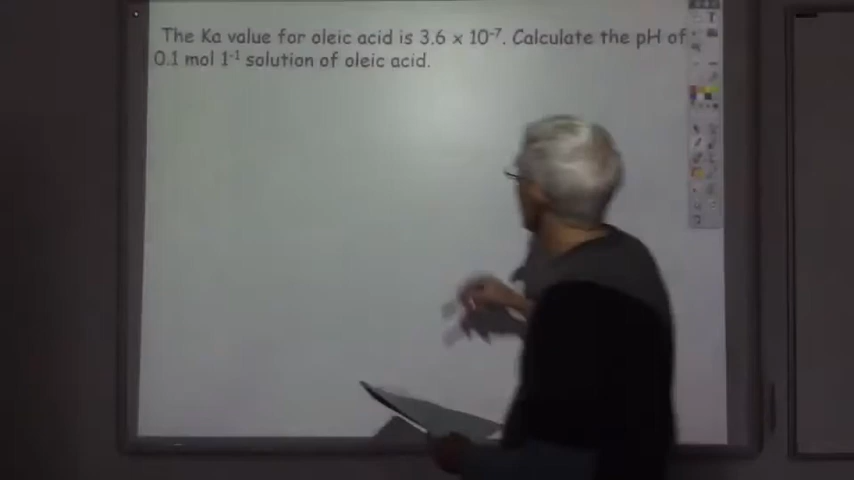 The Ka value for oleic acid is 3.6 x 10⁻⁷. Calculate the pH of
0.1 mol 1⁻¹ solution of oleic acid.